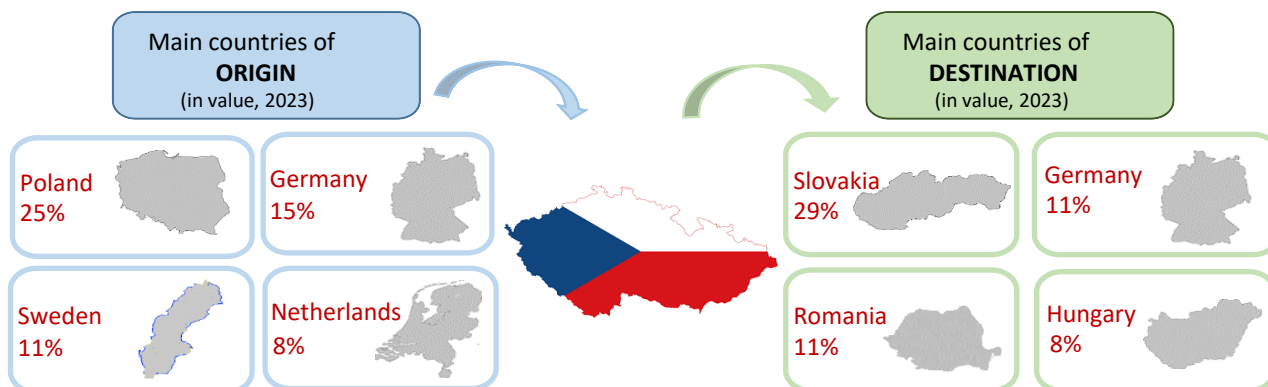 Main countries of
ORIGIN
(in value, 2023)
Main countries of
DESTINATION
(in value, 2023)
Poland
25%
Germany
15%
Slovakia
29%
Germany
11%
Sweden
11%
Netherlands
8%
Romania
11%
Hungary
8%